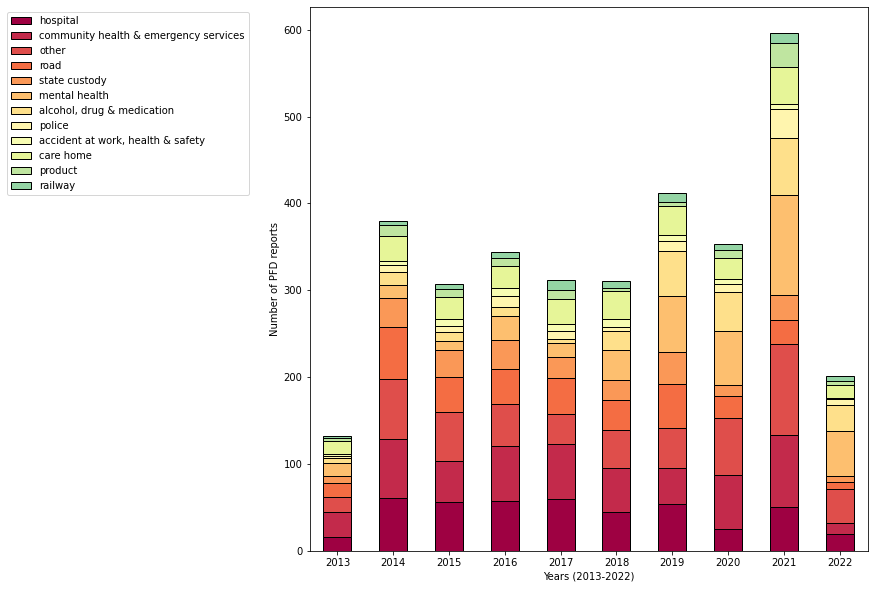 hospital
community health & emergency services
other
road
state custody
mental health
alcohol, drug & medication
police
accident at work, health & safety
care home
product
railway
600
500
400
300
200
100
0
Number of PFD reports
2013 2014 2015 2016 2017 2018 2019 2020 2021 2022
Years (2013-2022)